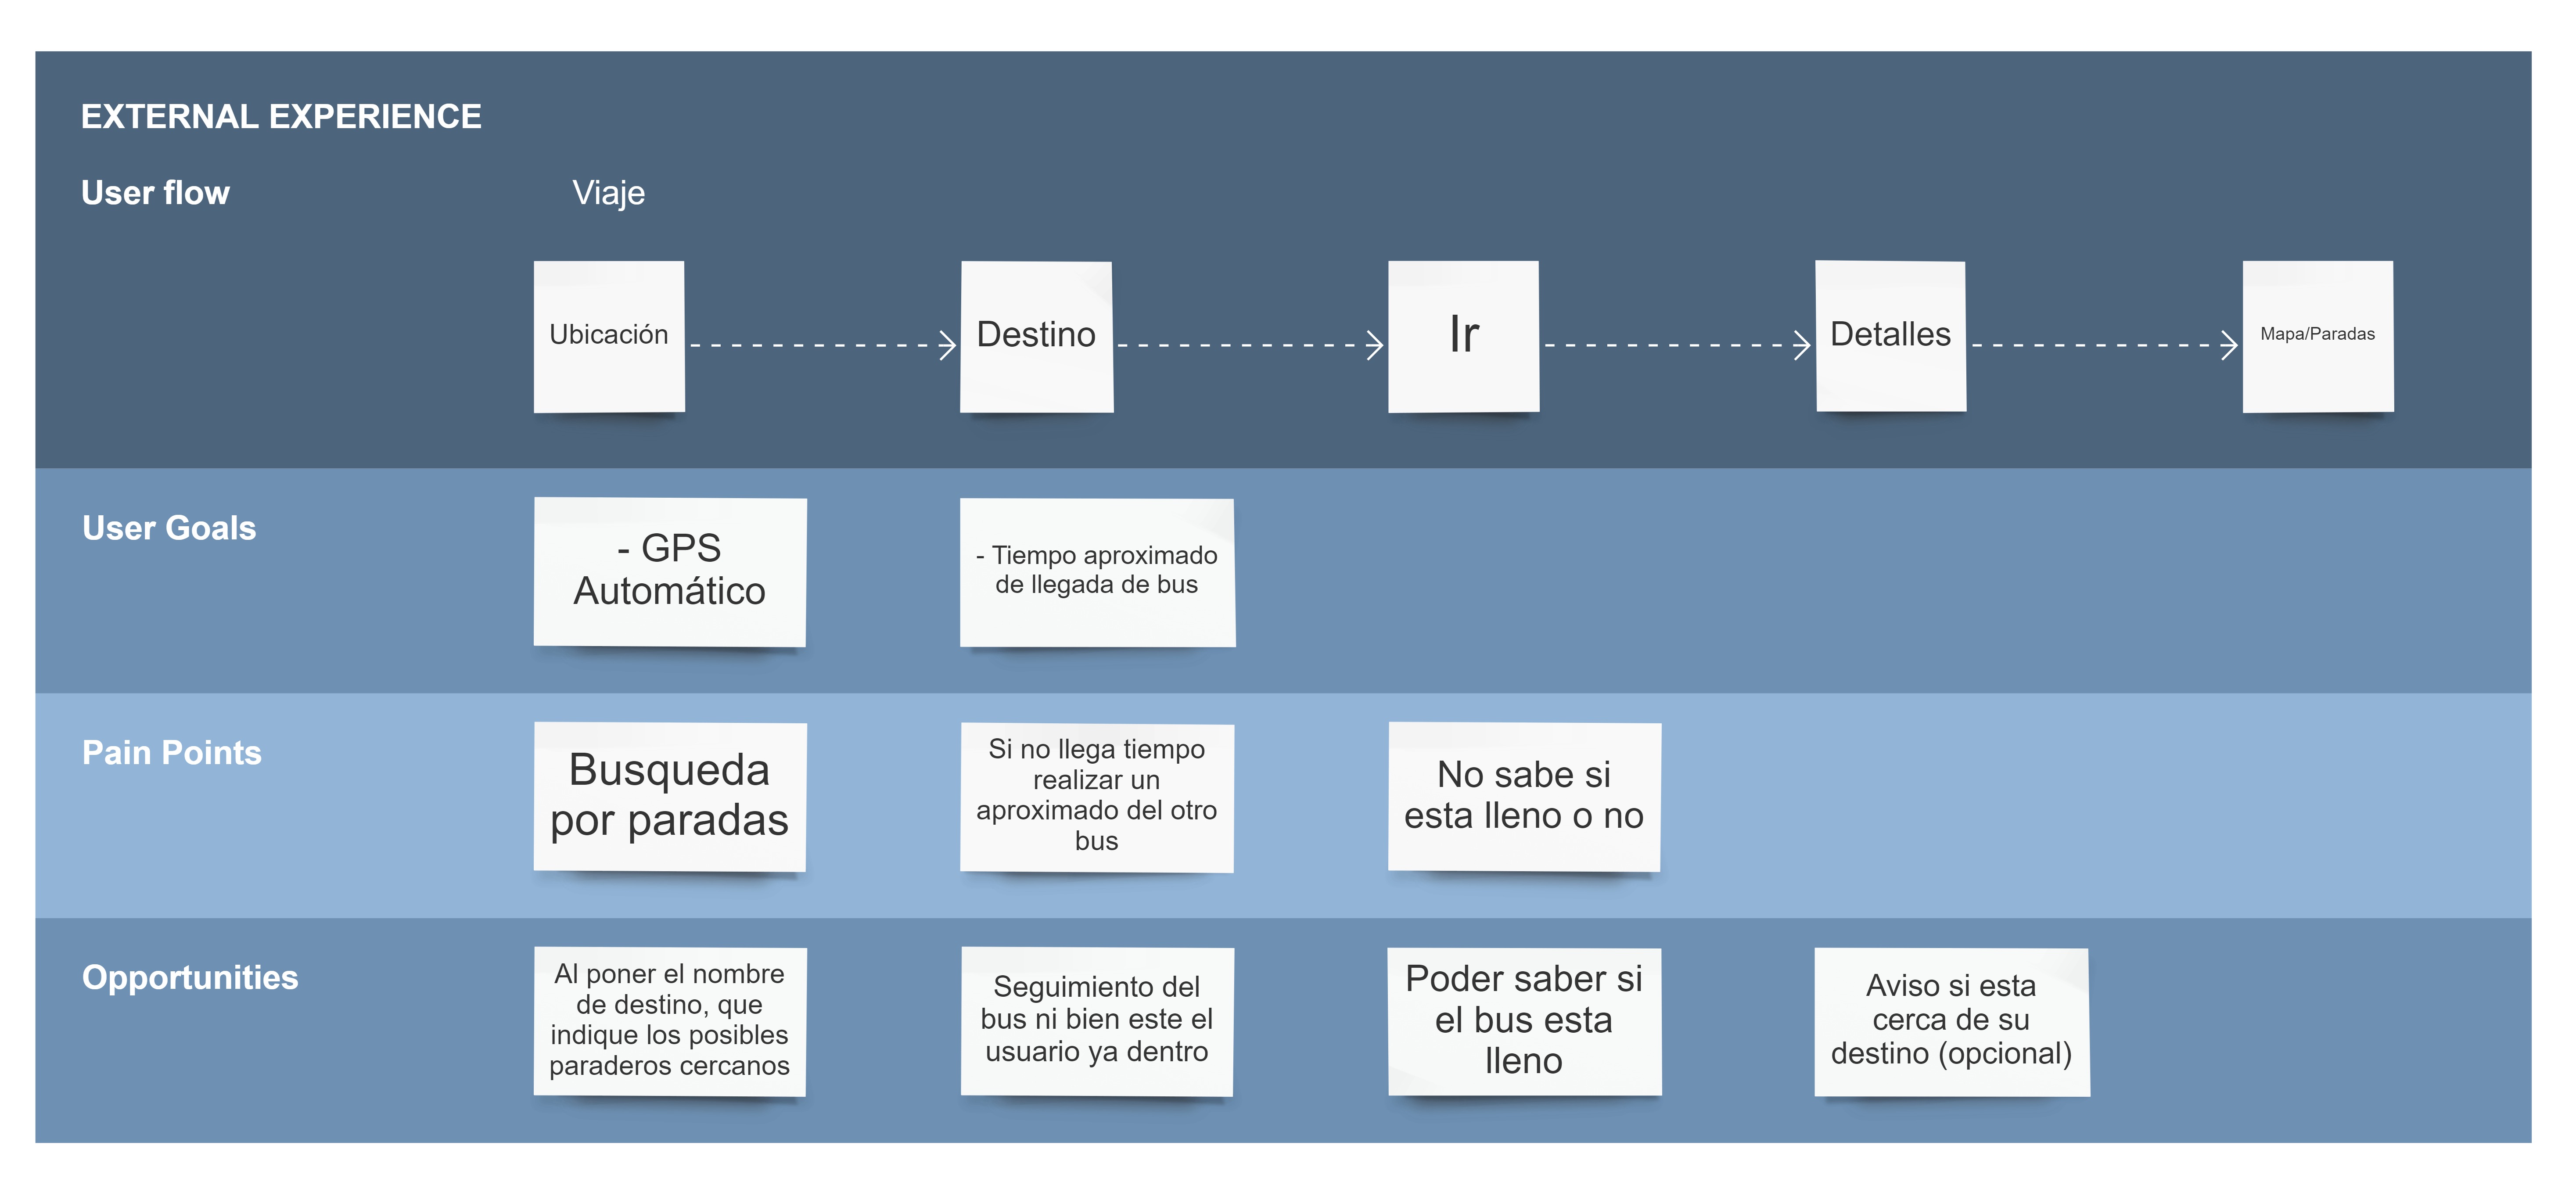 EXTERNAL EXPERIENCE
User flow
Viaje
Ubicación
Destino
Ir
Detalles
Mapa/Paradas
User Goals
- GPS
Automático
- Tiempo aproximado
de llegada de bus
Pain Points
Busqueda
por paradas
Si no llega tiempo
realizar un
aproximado del otro
bus
No sabe si
esta lleno o no
Opportunities
Al poner el nombre
de destino, que
indique los posibles
paraderos cercanos
Seguimiento del
bus ni bien este el
usuario ya dentro
Poder saber si
el bus esta
lleno
Aviso si esta
cerca de su
destino (opcional)